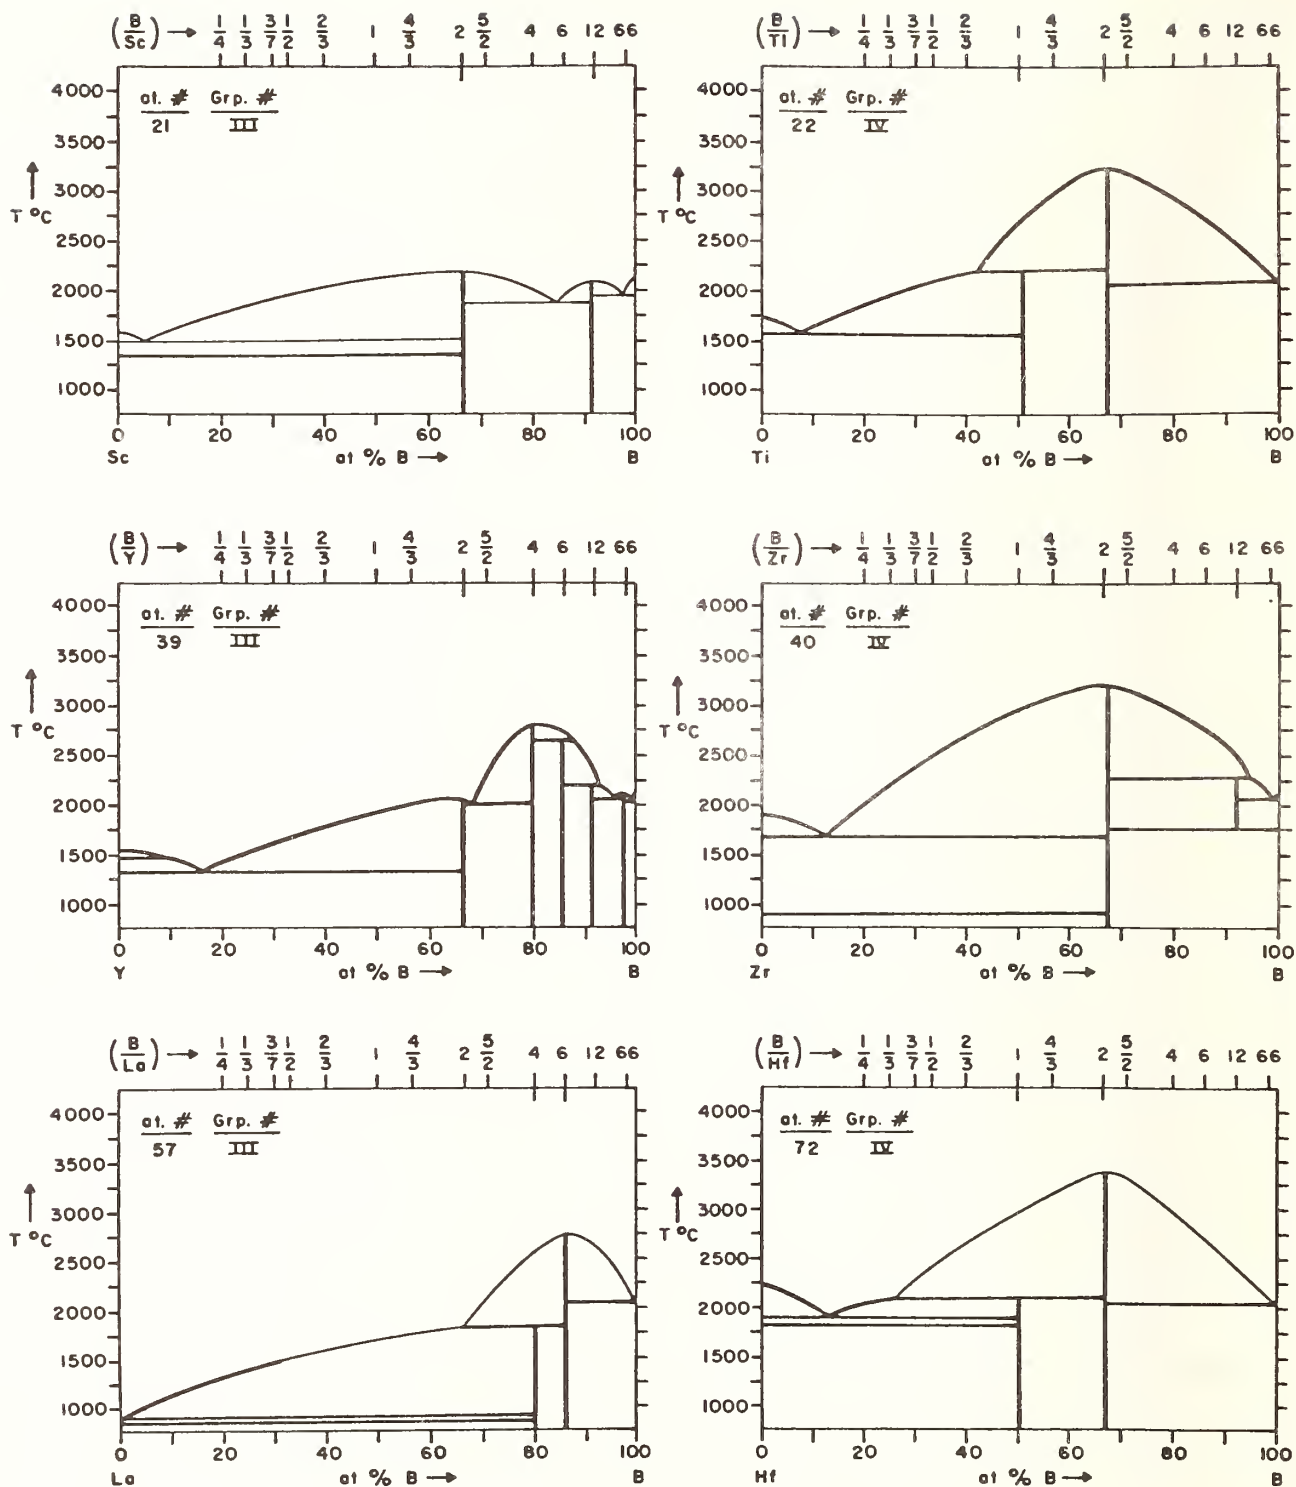 (B/Sc) → 1/4 1/3 3/7 1/2 2/3 1 4/3 2 5/2 4 6 12 66
at. # Grp. #
21 III
4000
3500
3000
T °C
2500
2000
1500
1000
0 20 40 60 80 100
Sc at % B → B
(B/Ti) → 1/4 1/3 3/7 1/2 2/3 1 4/3 2 5/2 4 6 12 66
at. # Grp. #
22 IV
4000
3500
3000
T °C
2500
2000
1500
1000
0 20 40 60 80 100
Ti at % B → B
(B/Y) → 1/4 1/3 3/7 1/2 2/3 1 4/3 2 5/2 4 6 12 66
at. # Grp. #
39 III
4000
3500
3000
T °C
2500
2000
1500
1000
0 20 40 60 80 100
Y at % B → B
(B/Zr) → 1/4 1/3 3/7 1/2 2/3 1 4/3 2 5/2 4 6 12 66
at. # Grp. #
40 IV
4000
3500
3000
T °C
2500
2000
1500
1000
0 20 40 60 80 100
Zr at % B → B
(B/La) → 1/4 1/3 3/7 1/2 2/3 1 4/3 2 5/2 4 6 12 66
at. # Grp. #
57 III
4000
3500
3000
T °C
2500
2000
1500
1000
0 20 40 60 80 100
La at % B → B
(B/Hf) → 1/4 1/3 3/7 1/2 2/3 1 4/3 2 5/2 4 6 12 66
at. # Grp. #
72 IV
4000
3500
3000
T °C
2500
2000
1500
1000
0 20 40 60 80 100
Hf at % B → B